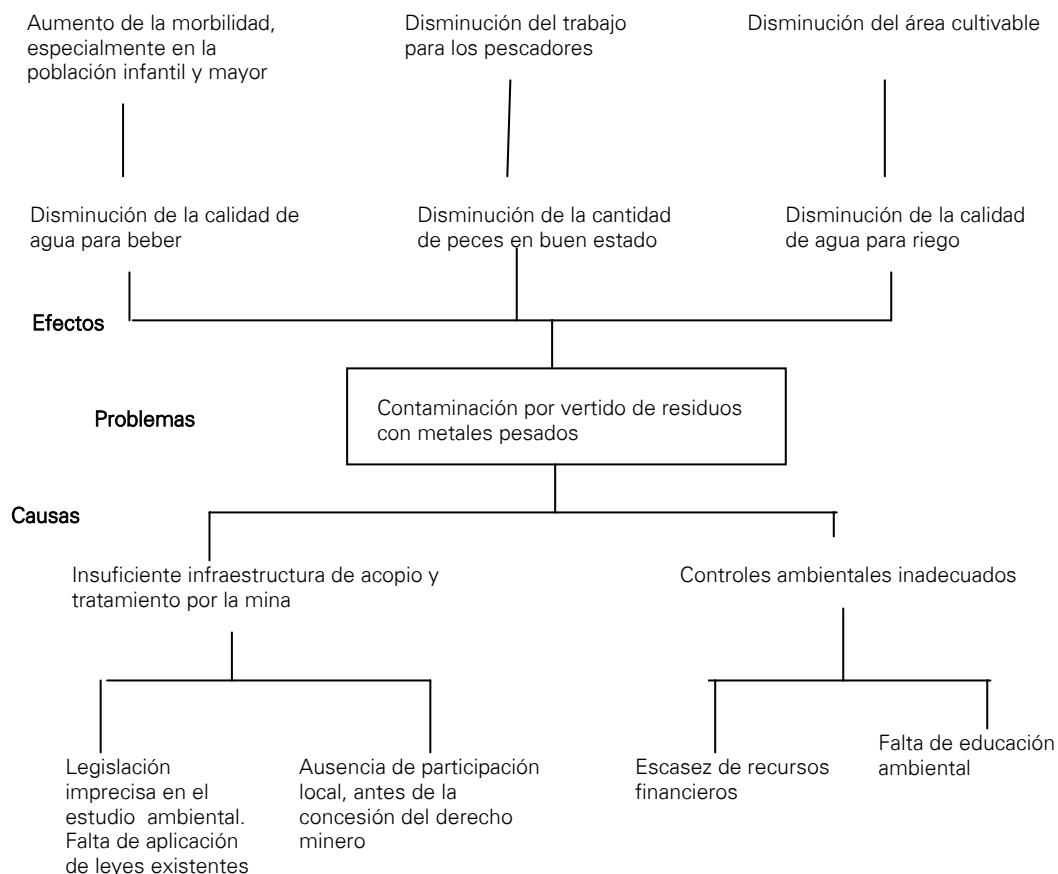 Aumento de la morbilidad,
especialmente en la
población infantil y mayor
Disminución del trabajo
para los pescadores
Disminución del área cultivable
Disminución de la calidad de
agua para beber
Disminución de la cantidad
de peces en buen estado
Disminución de la calidad
de agua para riego
Efectos
Problemas
Contaminación por vertido de residuos
con metales pesados
Causas
Insuficiente infraestructura de acopio y
tratamiento por la mina
Controles ambientales inadecuados
Legislación
imprecisa en el
estudio ambiental.
Falta de aplicación
de leyes existentes
Ausencia de participación
local, antes de la
concesión del derecho
minero
Escasez de recursos
financieros
Falta de educación
ambiental